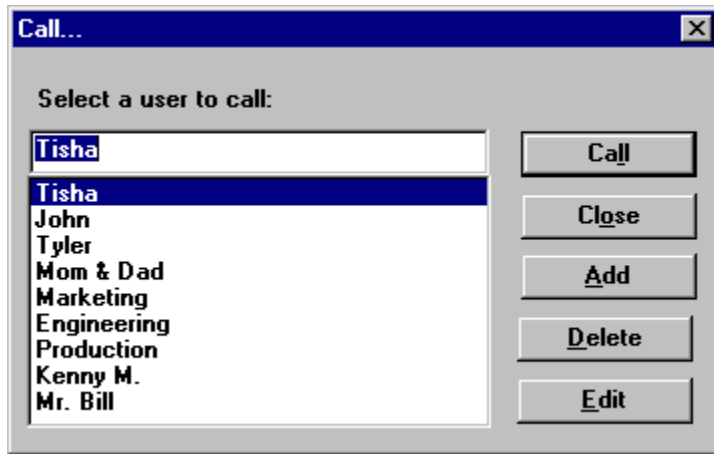 Call...
Select a user to call:
Tisha
Tisha
John
Tyler
Mom & Dad
Marketing
Engineering
Production
Kenny M.
Mr. Bill
Call
Close
Add
Delete
Edit